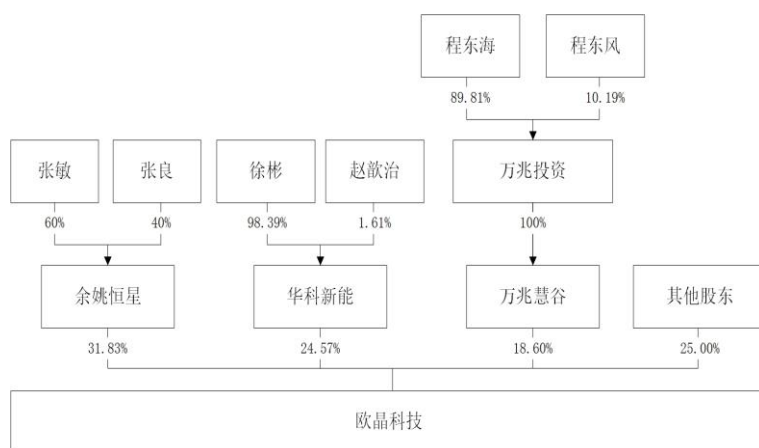 程东海
程东风
89.81%
10.19%
张敏
张良
徐彬
赵歆治
万兆投资
60%
40%
98.39%
1.61%
100%
余姚恒星
华科新能
万兆慧谷
其他股东
31.83%
24.57%
18.60%
25.00%
欧晶科技